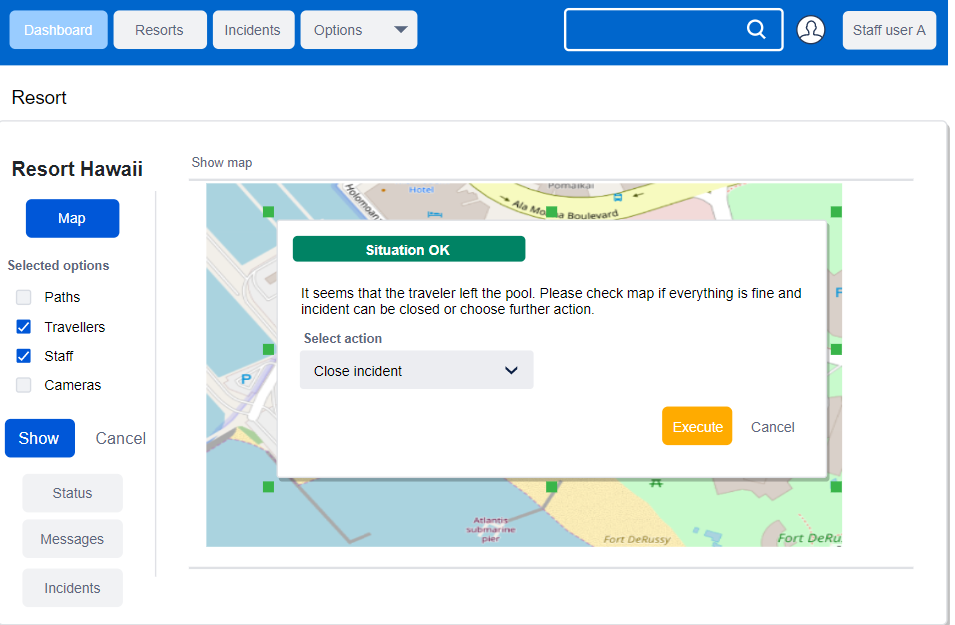 Dashboard
Resorts
Incidents
Options
Staff user A
Resort
Resort Hawaii
Map
Selected options
Paths
Travellers
Staff
Cameras
Show
Cancel
Status
Messages
Incidents
Show map
Hotel
Pomaikai
Holomoan
Ala Mo
a Boulevard
Situation OK
It seems that the traveler left the pool. Please check map if everything is fine and
incident can be closed or choose further action.
Select action
Close incident
Execute
Cancel
P
P
Atlantis
submarine
pier
Fort DeRussy
Fort DeRu